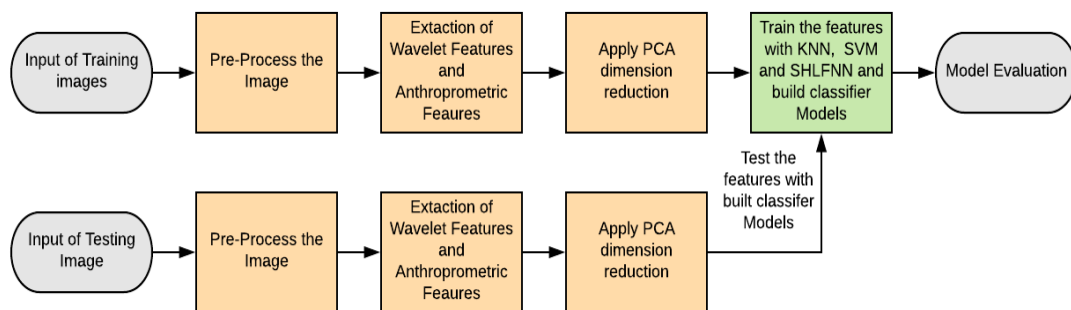 Input of Training
images
Pre-Process the
Image
Extaction of
Wavelet Features
and
Anthroprometric
Feaures
Apply PCA
dimension
reduction
Train the features
with KNN,  SVM
and SHLFNN and
build classifier
Models
Model Evaluation
Test the
features with
built classifer
Models
Input of Testing
Image
Pre-Process the
Image
Extaction of
Wavelet Features
and
Anthroprometric
Feaures
Apply PCA
dimension
reduction